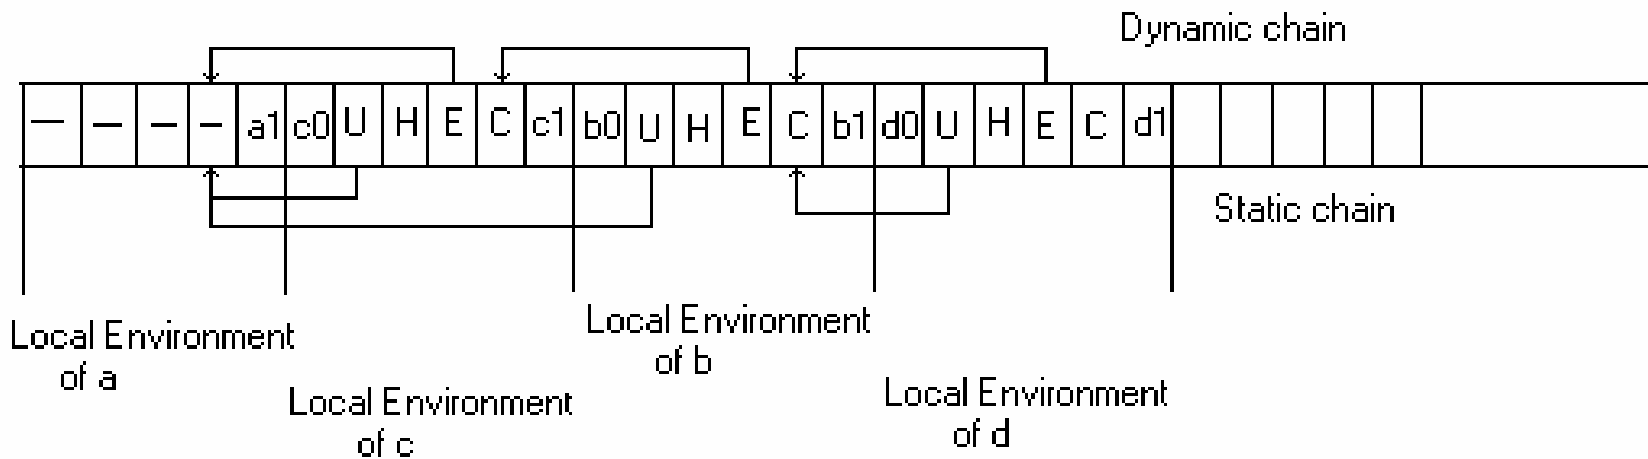 Dynamic chain
— — — — a1 c0 U H E C c1 b0 U H E C b1 d0 U H E C d1
Static chain
Local Environment
of a
Local Environment
of b
Local Environment
of c
Local Environment
of d